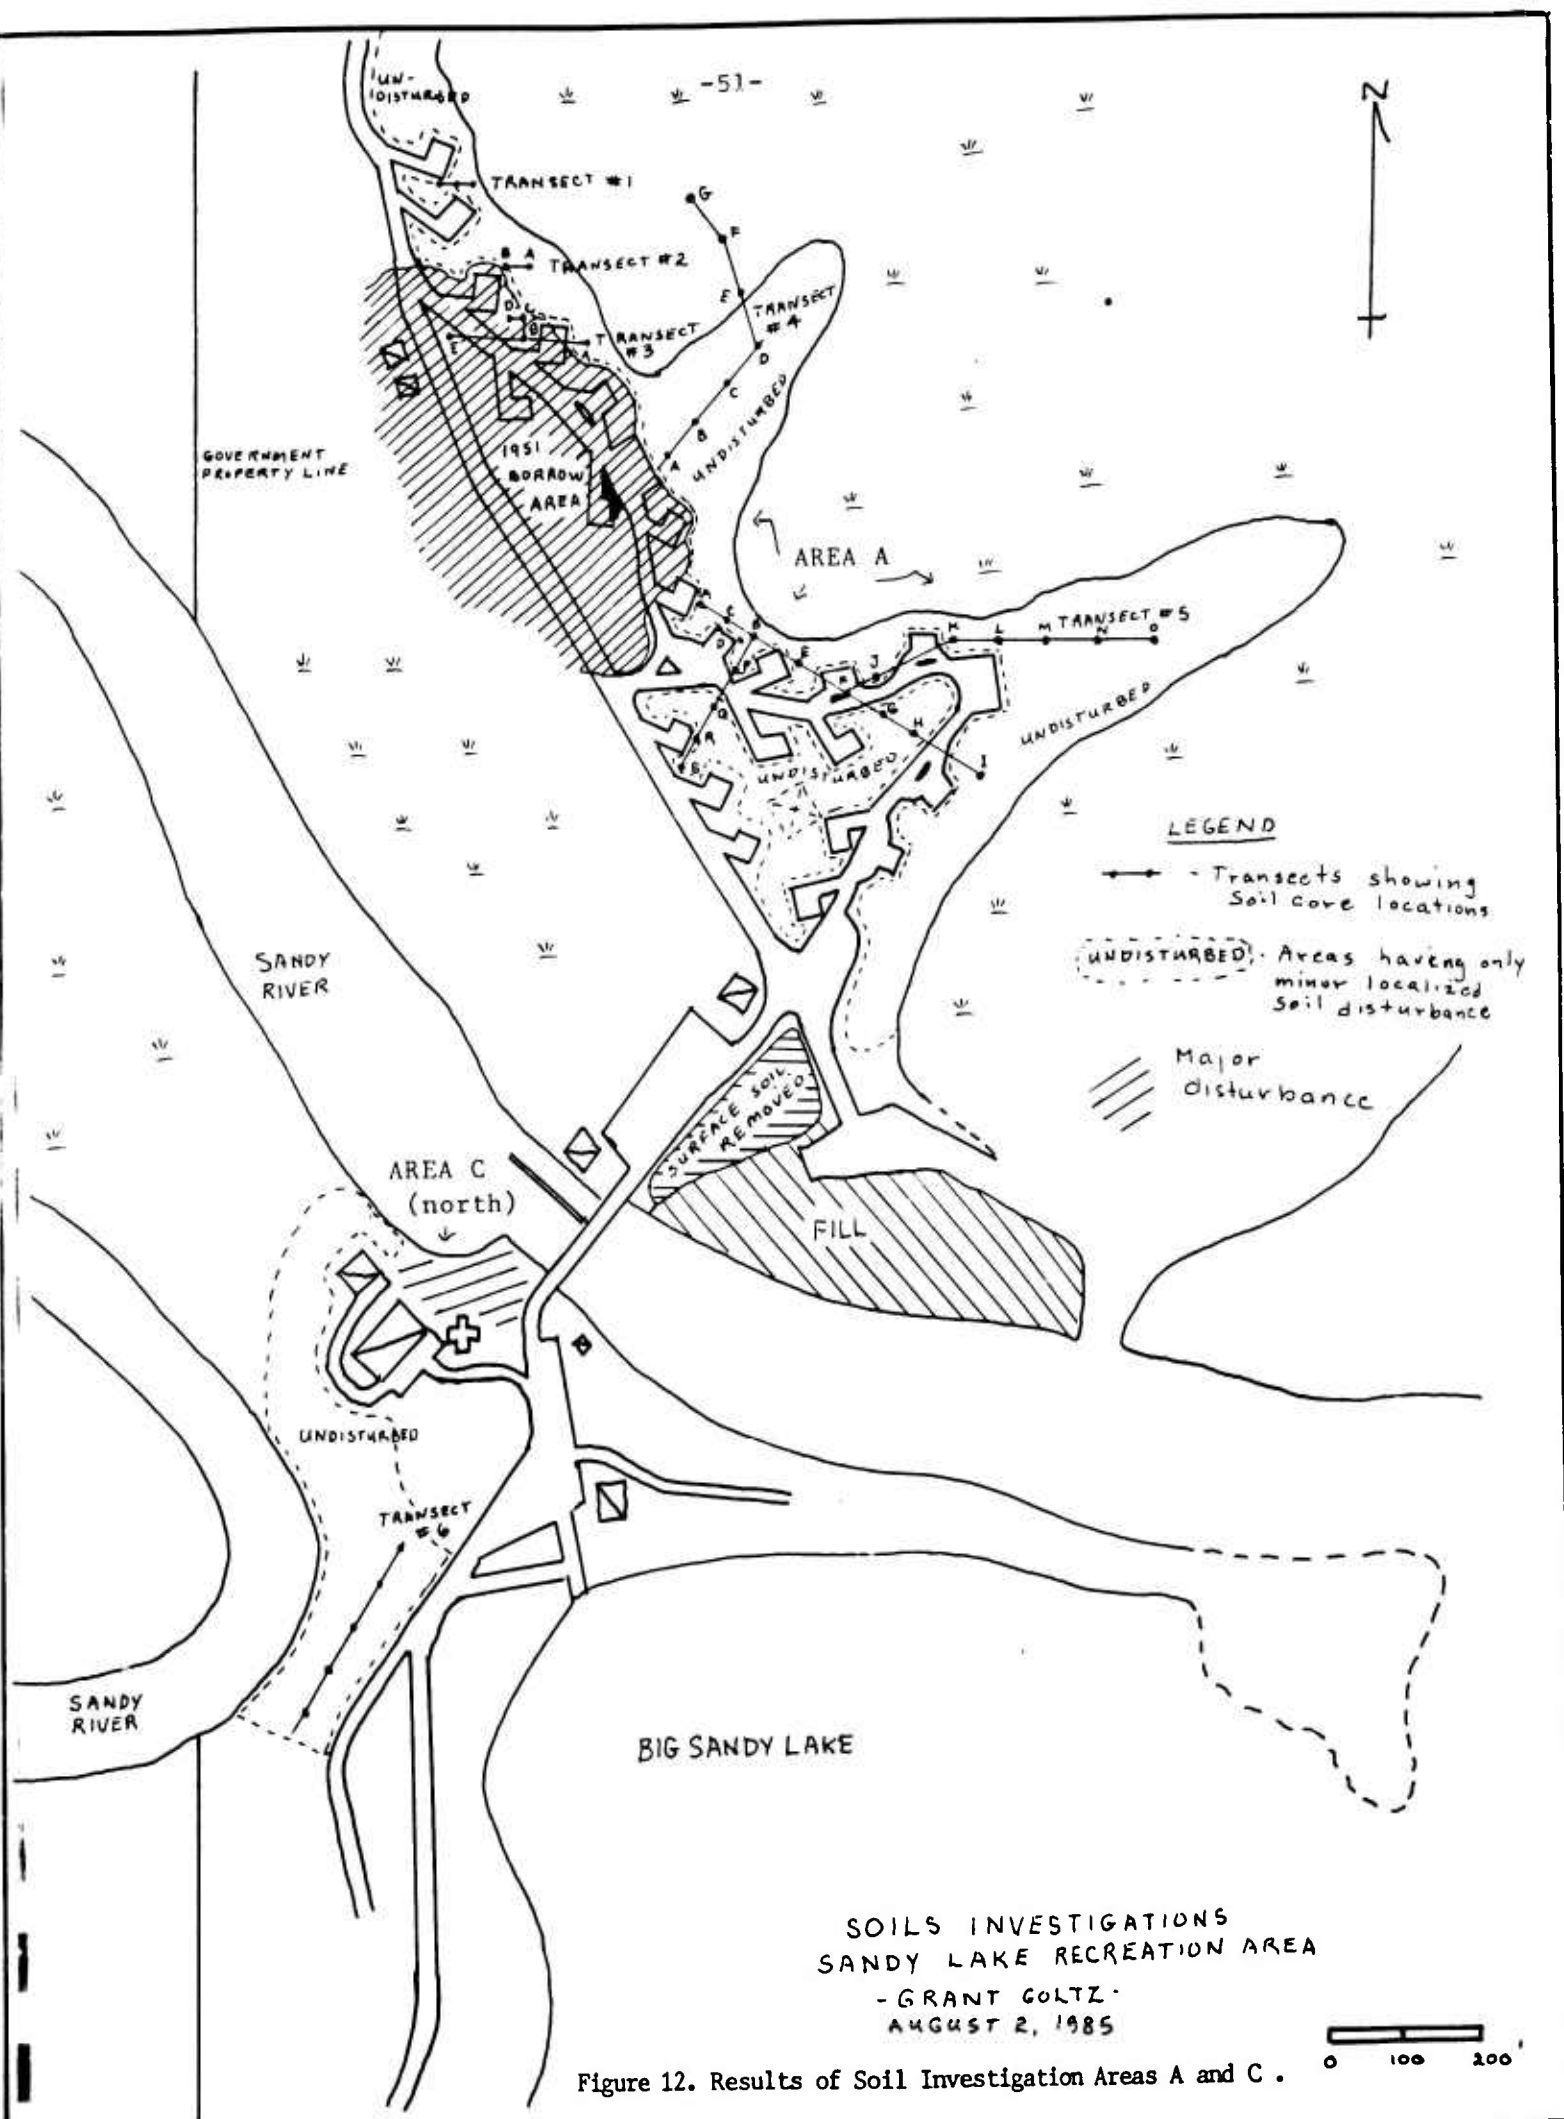 -51-
UN-
DISTURBED
N
TRANSECT #1
G
F
B A
TRANSECT #2
E
TRANSECT
#4
D C
B
E
A
TRANSECT
#3
D
C
B
A
UNDISTURBED
GOVERNMENT
PROPERTY LINE
1951
BORROW
AREA
AREA A
A
C
B
D
E
P
K L M N O
TRANSECT #5
J
Q
G
H
R
S
I
UNDISTURBED
UNDISTURBED
LEGEND
- Transects showing
Soil core locations
UNDISTURBED - Areas having only
minor localized
soil disturbance
Major
disturbance
SANDY
RIVER
SURFACE SOIL
REMOVED
AREA C
(north)
FILL
UNDISTURBED
TRANSECT
#6
SANDY
RIVER
BIG SANDY LAKE
SOILS INVESTIGATIONS
SANDY LAKE RECREATION AREA
- GRANT GOLTZ -
AUGUST 2, 1985
0 100 200'
Figure 12. Results of Soil Investigation Areas A and C .